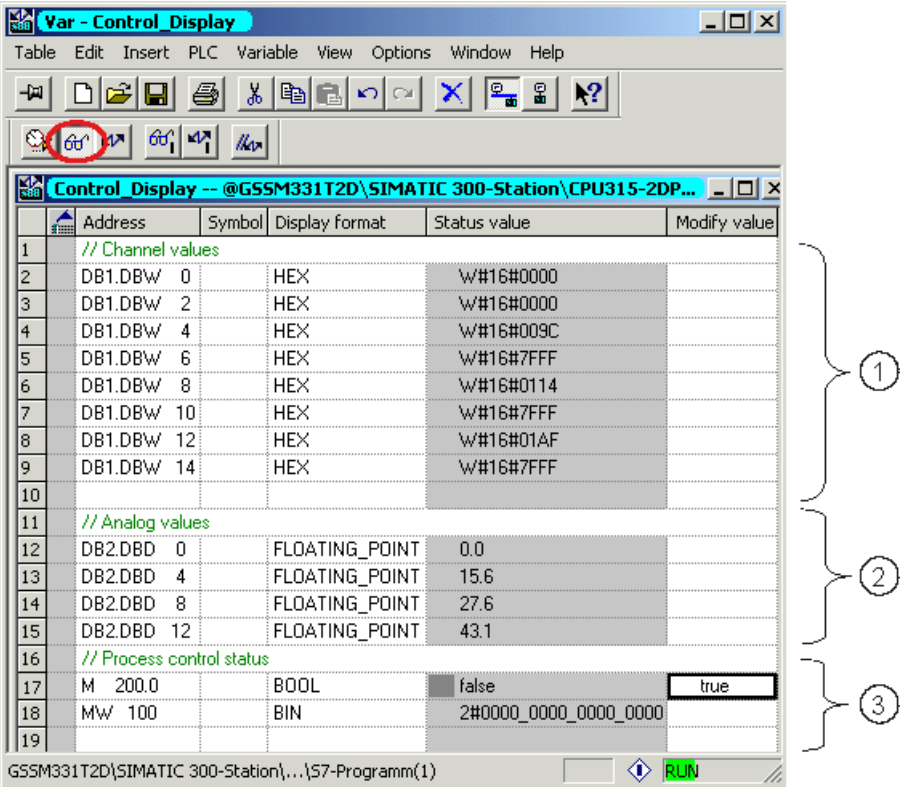 Var - Control_Display
Table Edit Insert PLC Variable View Options Window Help
Control_Display -- @GSSM331T2D\SIMATIC 300-Station\CPU315-2DP...
Address Symbol Display format Status value Modify value
1 // Channel values
2 DB1.DBW 0 HEX W#16#0000
3 DB1.DBW 2 HEX W#16#0000
4 DB1.DBW 4 HEX W#16#009C
5 DB1.DBW 6 HEX W#16#7FFF
6 DB1.DBW 8 HEX W#16#0114
7 DB1.DBW 10 HEX W#16#7FFF
8 DB1.DBW 12 HEX W#16#01AF
9 DB1.DBW 14 HEX W#16#7FFF
10
1
11 // Analog values
12 DB2.DBD 0 FLOATING_POINT 0.0
13 DB2.DBD 4 FLOATING_POINT 15.6
14 DB2.DBD 8 FLOATING_POINT 27.6
15 DB2.DBD 12 FLOATING_POINT 43.1
2
16 // Process control status
17 M 200.0 BOOL false true
18 MW 100 BIN 2#0000_0000_0000_0000
19
3
GSSM331T2D\SIMATIC 300-Station\...\S7-Programm(1) RUN